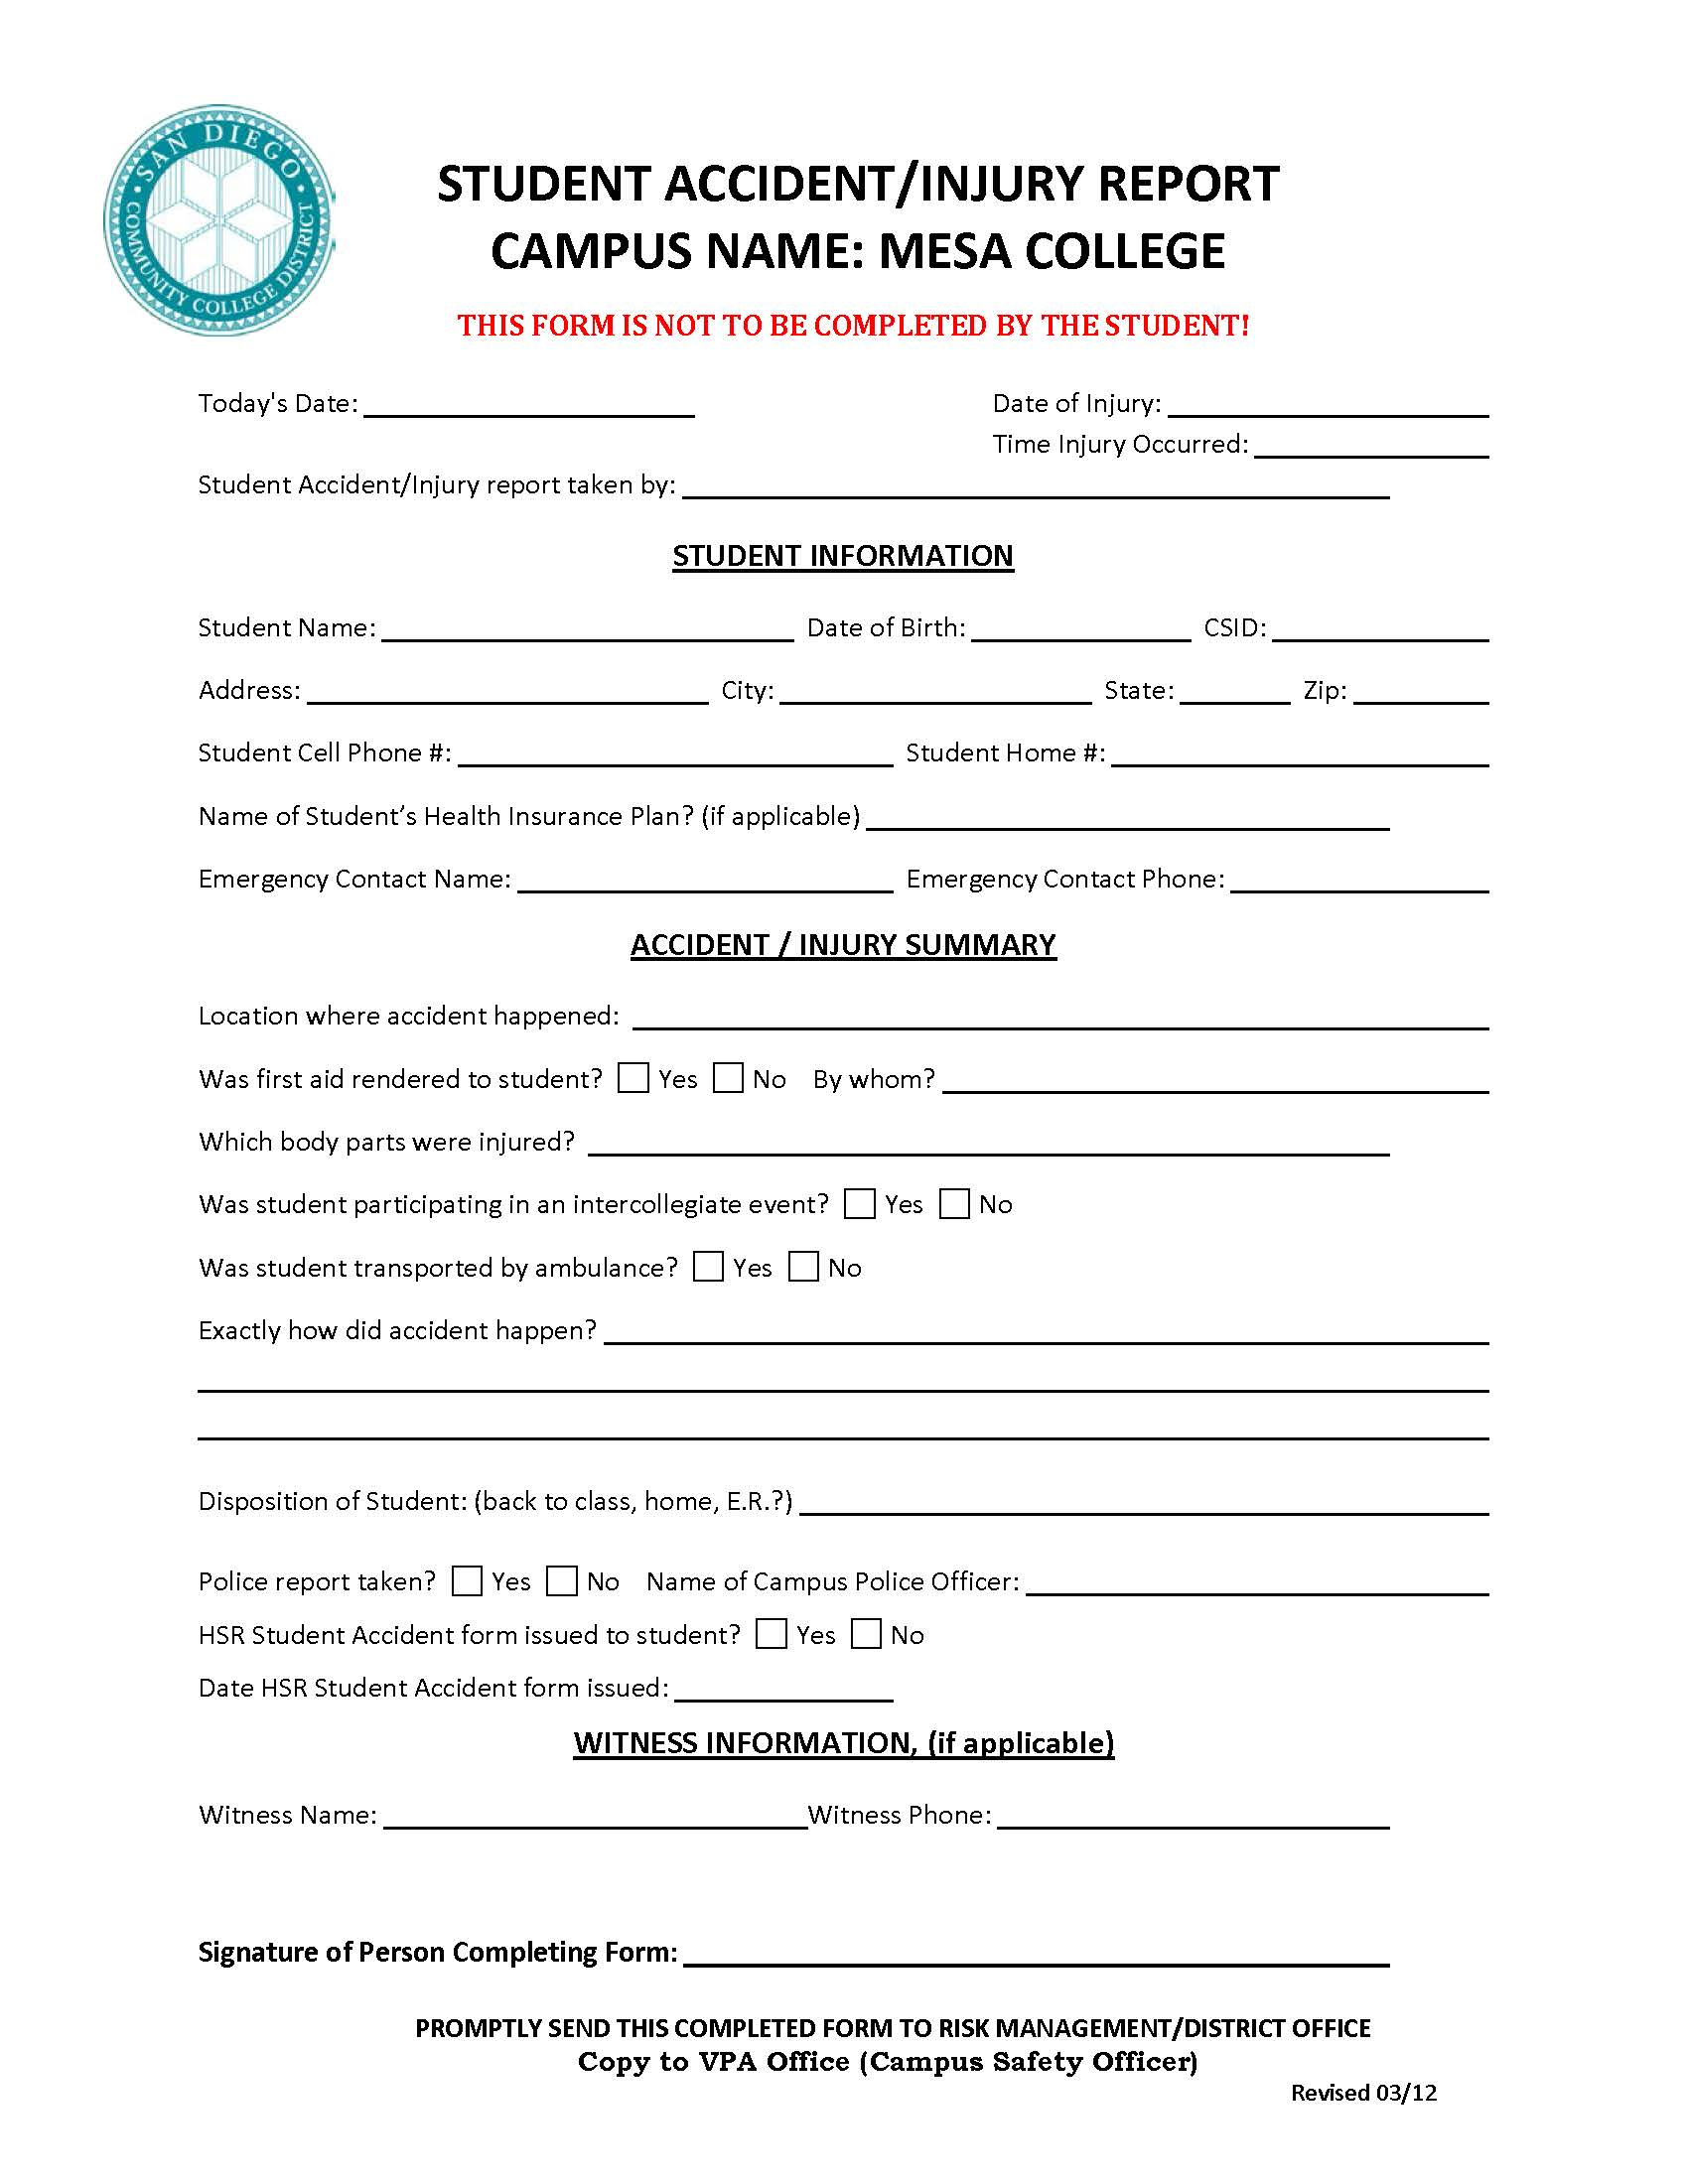 SAN DIEGO
COMMUNITY COLLEGE DISTRICT
STUDENT ACCIDENT/INJURY REPORT
CAMPUS NAME: MESA COLLEGE
THIS FORM IS NOT TO BE COMPLETED BY THE STUDENT!
Today's Date: Date of Injury:
Time Injury Occurred:
Student Accident/Injury report taken by:
STUDENT INFORMATION
Student Name: Date of Birth: CSID:
Address: City: State: Zip:
Student Cell Phone #: Student Home #:
Name of Student’s Health Insurance Plan? (if applicable)
Emergency Contact Name: Emergency Contact Phone:
ACCIDENT / INJURY SUMMARY
Location where accident happened:
Was first aid rendered to student? Yes No By whom?
Which body parts were injured?
Was student participating in an intercollegiate event? Yes No
Was student transported by ambulance? Yes No
Exactly how did accident happen?
Disposition of Student: (back to class, home, E.R.?)
Police report taken? Yes No Name of Campus Police Officer:
HSR Student Accident form issued to student? Yes No
Date HSR Student Accident form issued:
WITNESS INFORMATION, (if applicable)
Witness Name: Witness Phone:
Signature of Person Completing Form:
PROMPTLY SEND THIS COMPLETED FORM TO RISK MANAGEMENT/DISTRICT OFFICE
Copy to VPA Office (Campus Safety Officer)
Revised 03/12